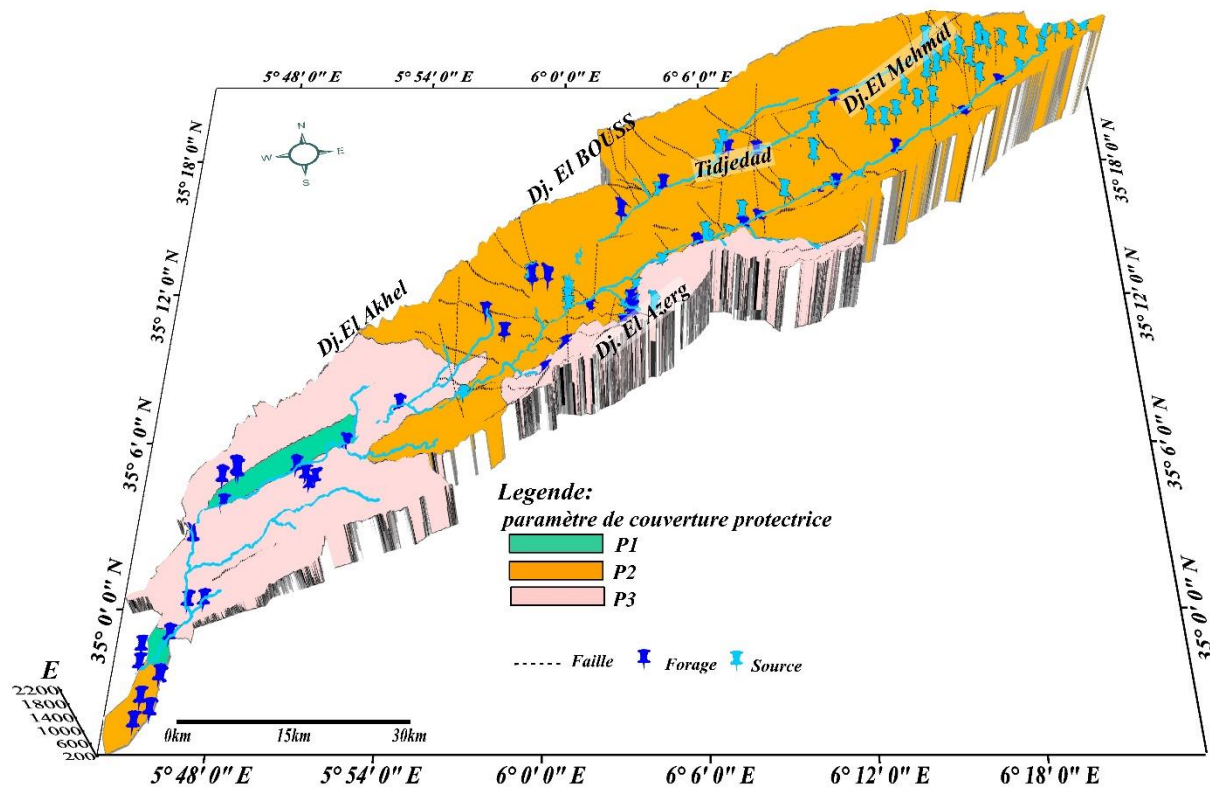 5° 48' 0" E
5° 54' 0" E
6° 0' 0" E
6° 6' 0" E
Dj.El Mehmal
N
W E
S
35° 18' 0" N
35° 18' 0" N
Dj. El BOUSS
Tidjedad
35° 12' 0" N
35° 12' 0" N
Dj.El Akhel
Dj. El Azerg
35° 6' 0" N
35° 6' 0" N
Legende:
paramètre de couverture protectrice
P1
P2
P3
35° 0' 0" N
35° 0' 0" N
Faille
Forage
Source
E
2200
1800
1400
1000
600
200
0km 15km 30km
5° 48' 0" E
5° 54' 0" E
6° 0' 0" E
6° 6' 0" E
6° 12' 0" E
6° 18' 0" E